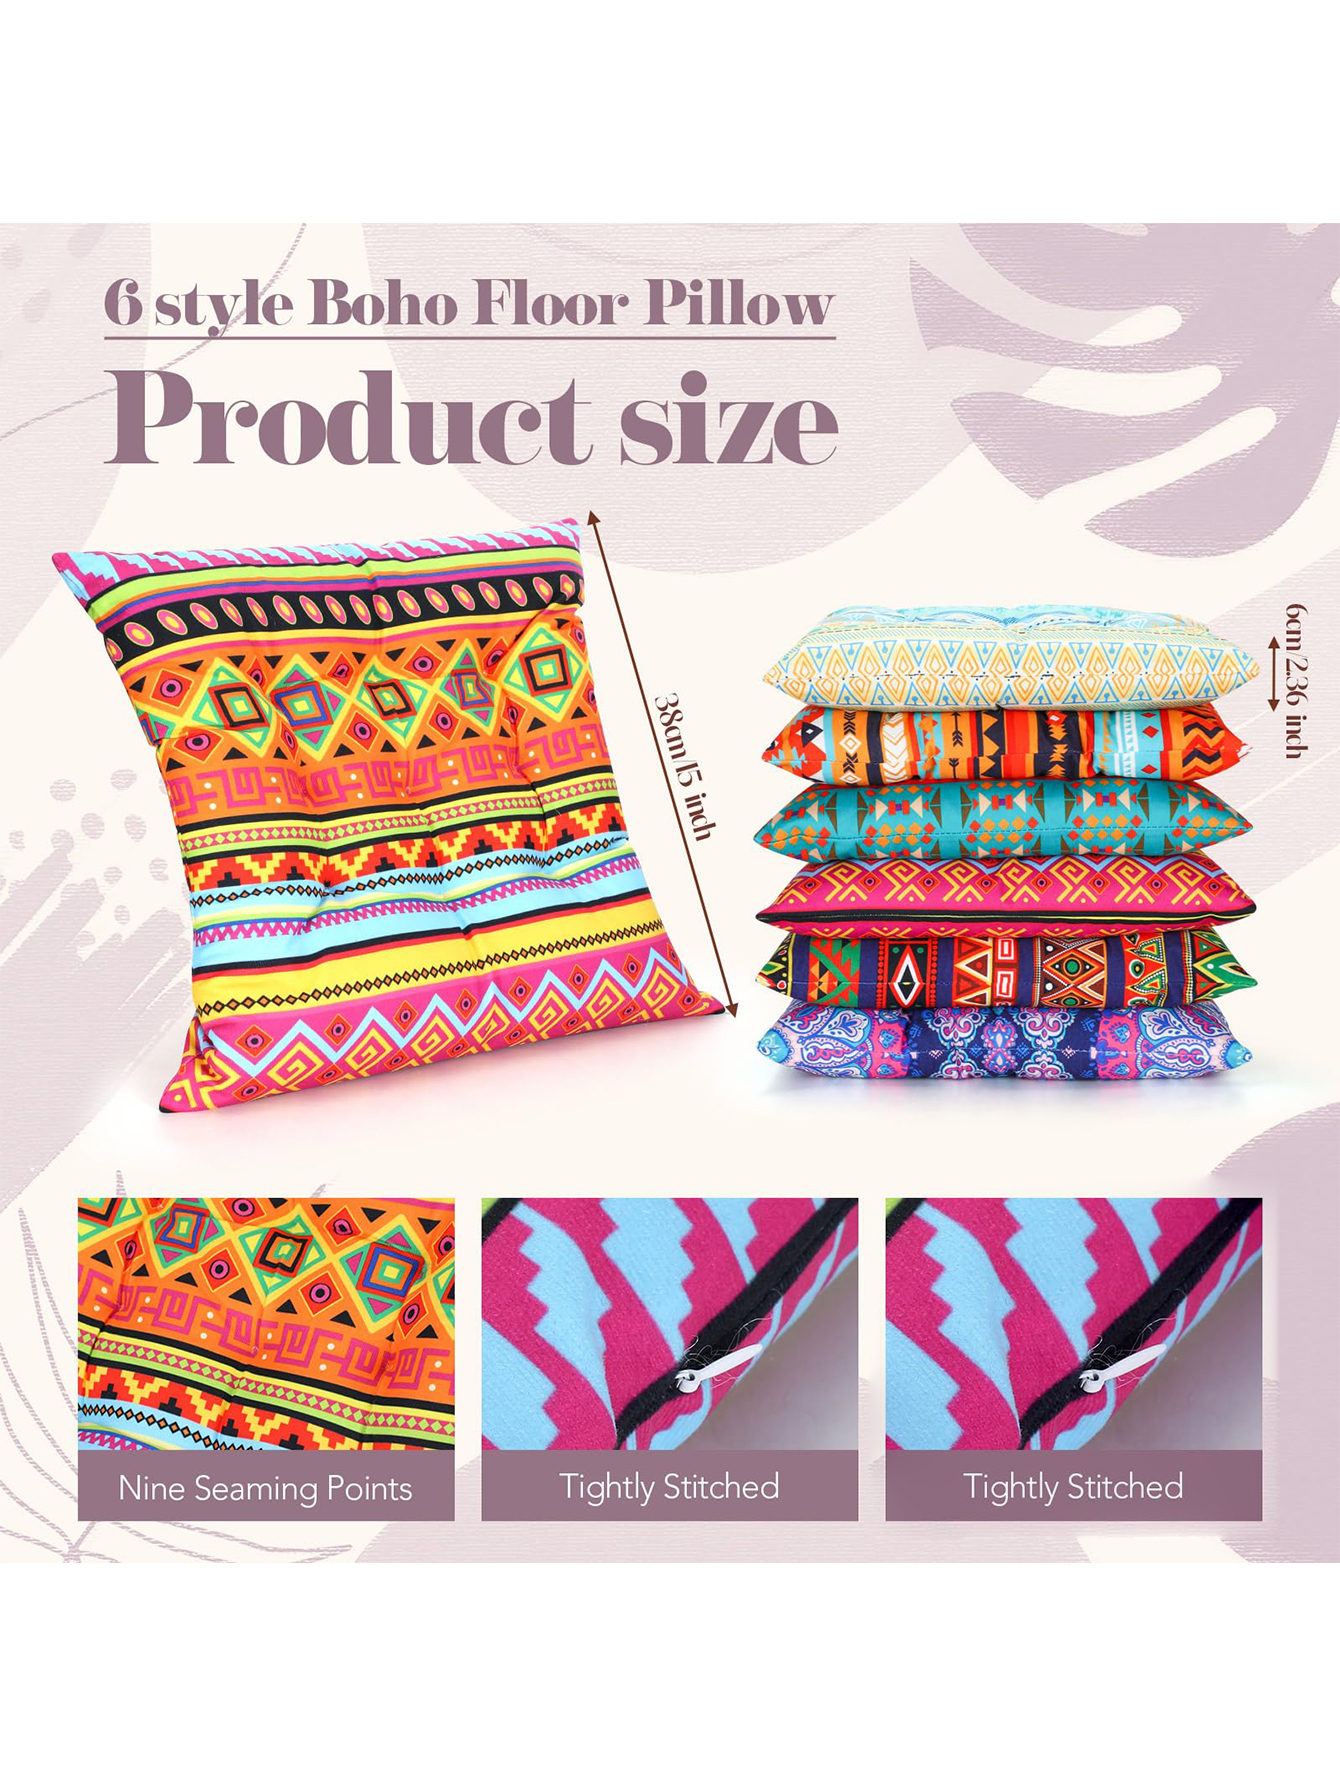 6 style Boho Floor Pillow
Product size
38cm/15 inch
6cm/2.36 inch
Nine Seaming Points
Tightly Stitched
Tightly Stitched